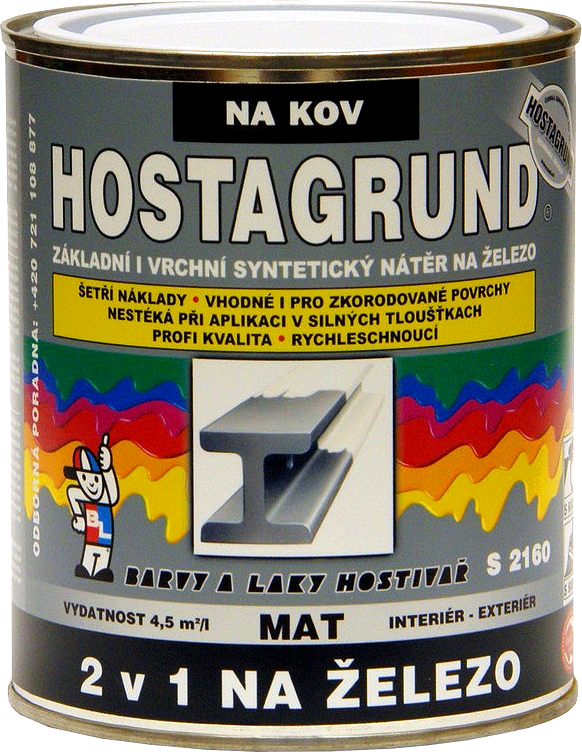 NA KOV
HOSTAGRUND
HOSTAGRUND
ZÁKLADNÍ I VRCHNÍ SYNTETICKÝ NÁTĚR NA ŽELEZO
ŠETŘÍ NÁKLADY • VHODNÉ I PRO ZKORODOVANÉ POVRCHY
NESTÉKÁ PŘI APLIKACI V SILNÝCH TLOUŠŤKACH
PROFI KVALITA • RYCHLESCHNOUCÍ
ODBORNÁ PORADNA: +420 721 108 877
BLT
BARVY A LAKY HOSTIVAŘ
S 2160
VYDATNOST 4,5 m²/l
MAT
INTERIÉR - EXTERIÉR
2 v 1 NA ŽELEZO